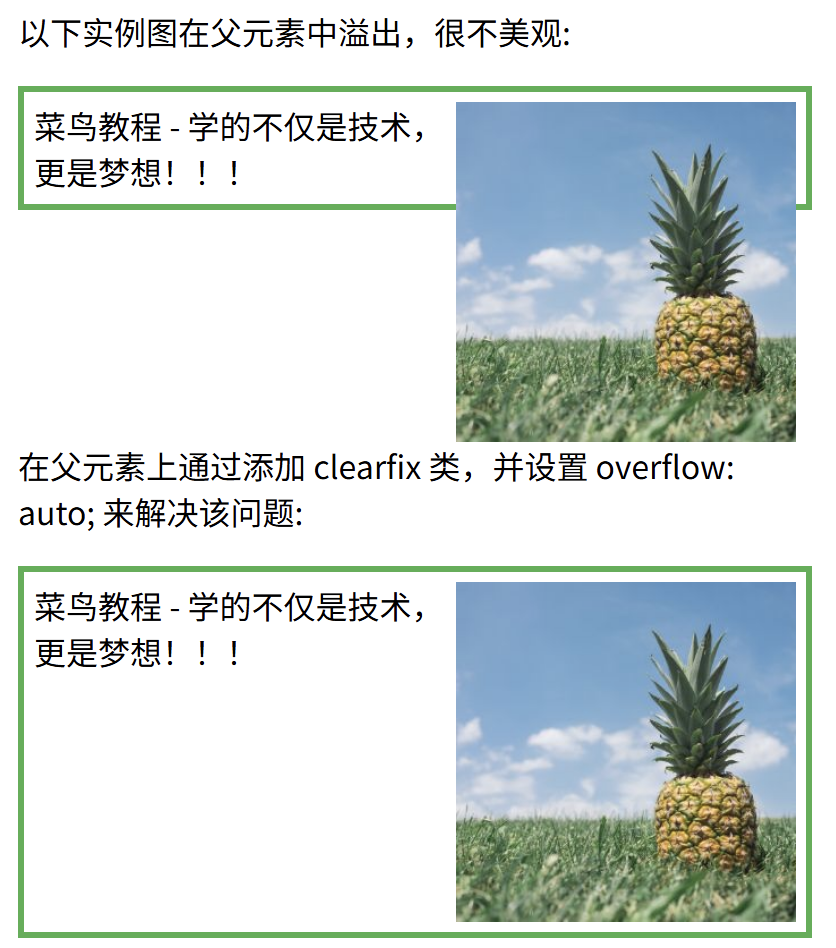 以下实例图在父元素中溢出，很不美观:
菜鸟教程 - 学的不仅是技术，
更是梦想！！！
在父元素上通过添加 clearfix 类，并设置 overflow:
auto; 来解决该问题:
菜鸟教程 - 学的不仅是技术，
更是梦想！！！